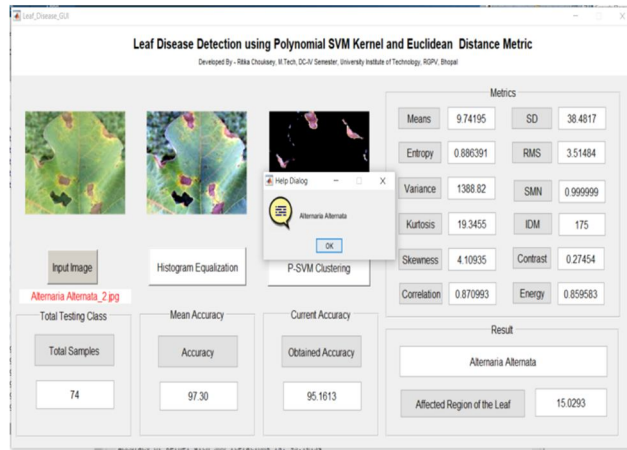 Leaf_Disease_GUI
Leaf Disease Detection using Polynomial SVM Kernel and Euclidean Distance Metric
Developed By - Ritika Chouksey, M.Tech, DC-IV Semester, University Institute of Technology, RGPV, Bhopal
Metrics
Means 9.74195 SD 38.4817
Entropy 0.886391 RMS 3.51484
Variance 1388.82 SMN 0.999999
Kurtosis 19.3455 IDM 175
Skewness 4.10935 Contrast 0.27454
Correlation 0.870993 Energy 0.859583
Help Dialog
Alternaria Alternata
OK
Input Image
Histogram Equalization
P-SVM Clustering
Alternaria Alternata_2.jpg
Total Testing Class
Mean Accuracy
Current Accuracy
Total Samples
Accuracy
Obtained Accuracy
74
97.30
95.1613
Result
Alternaria Alternata
Affected Region of the Leaf 15.0293